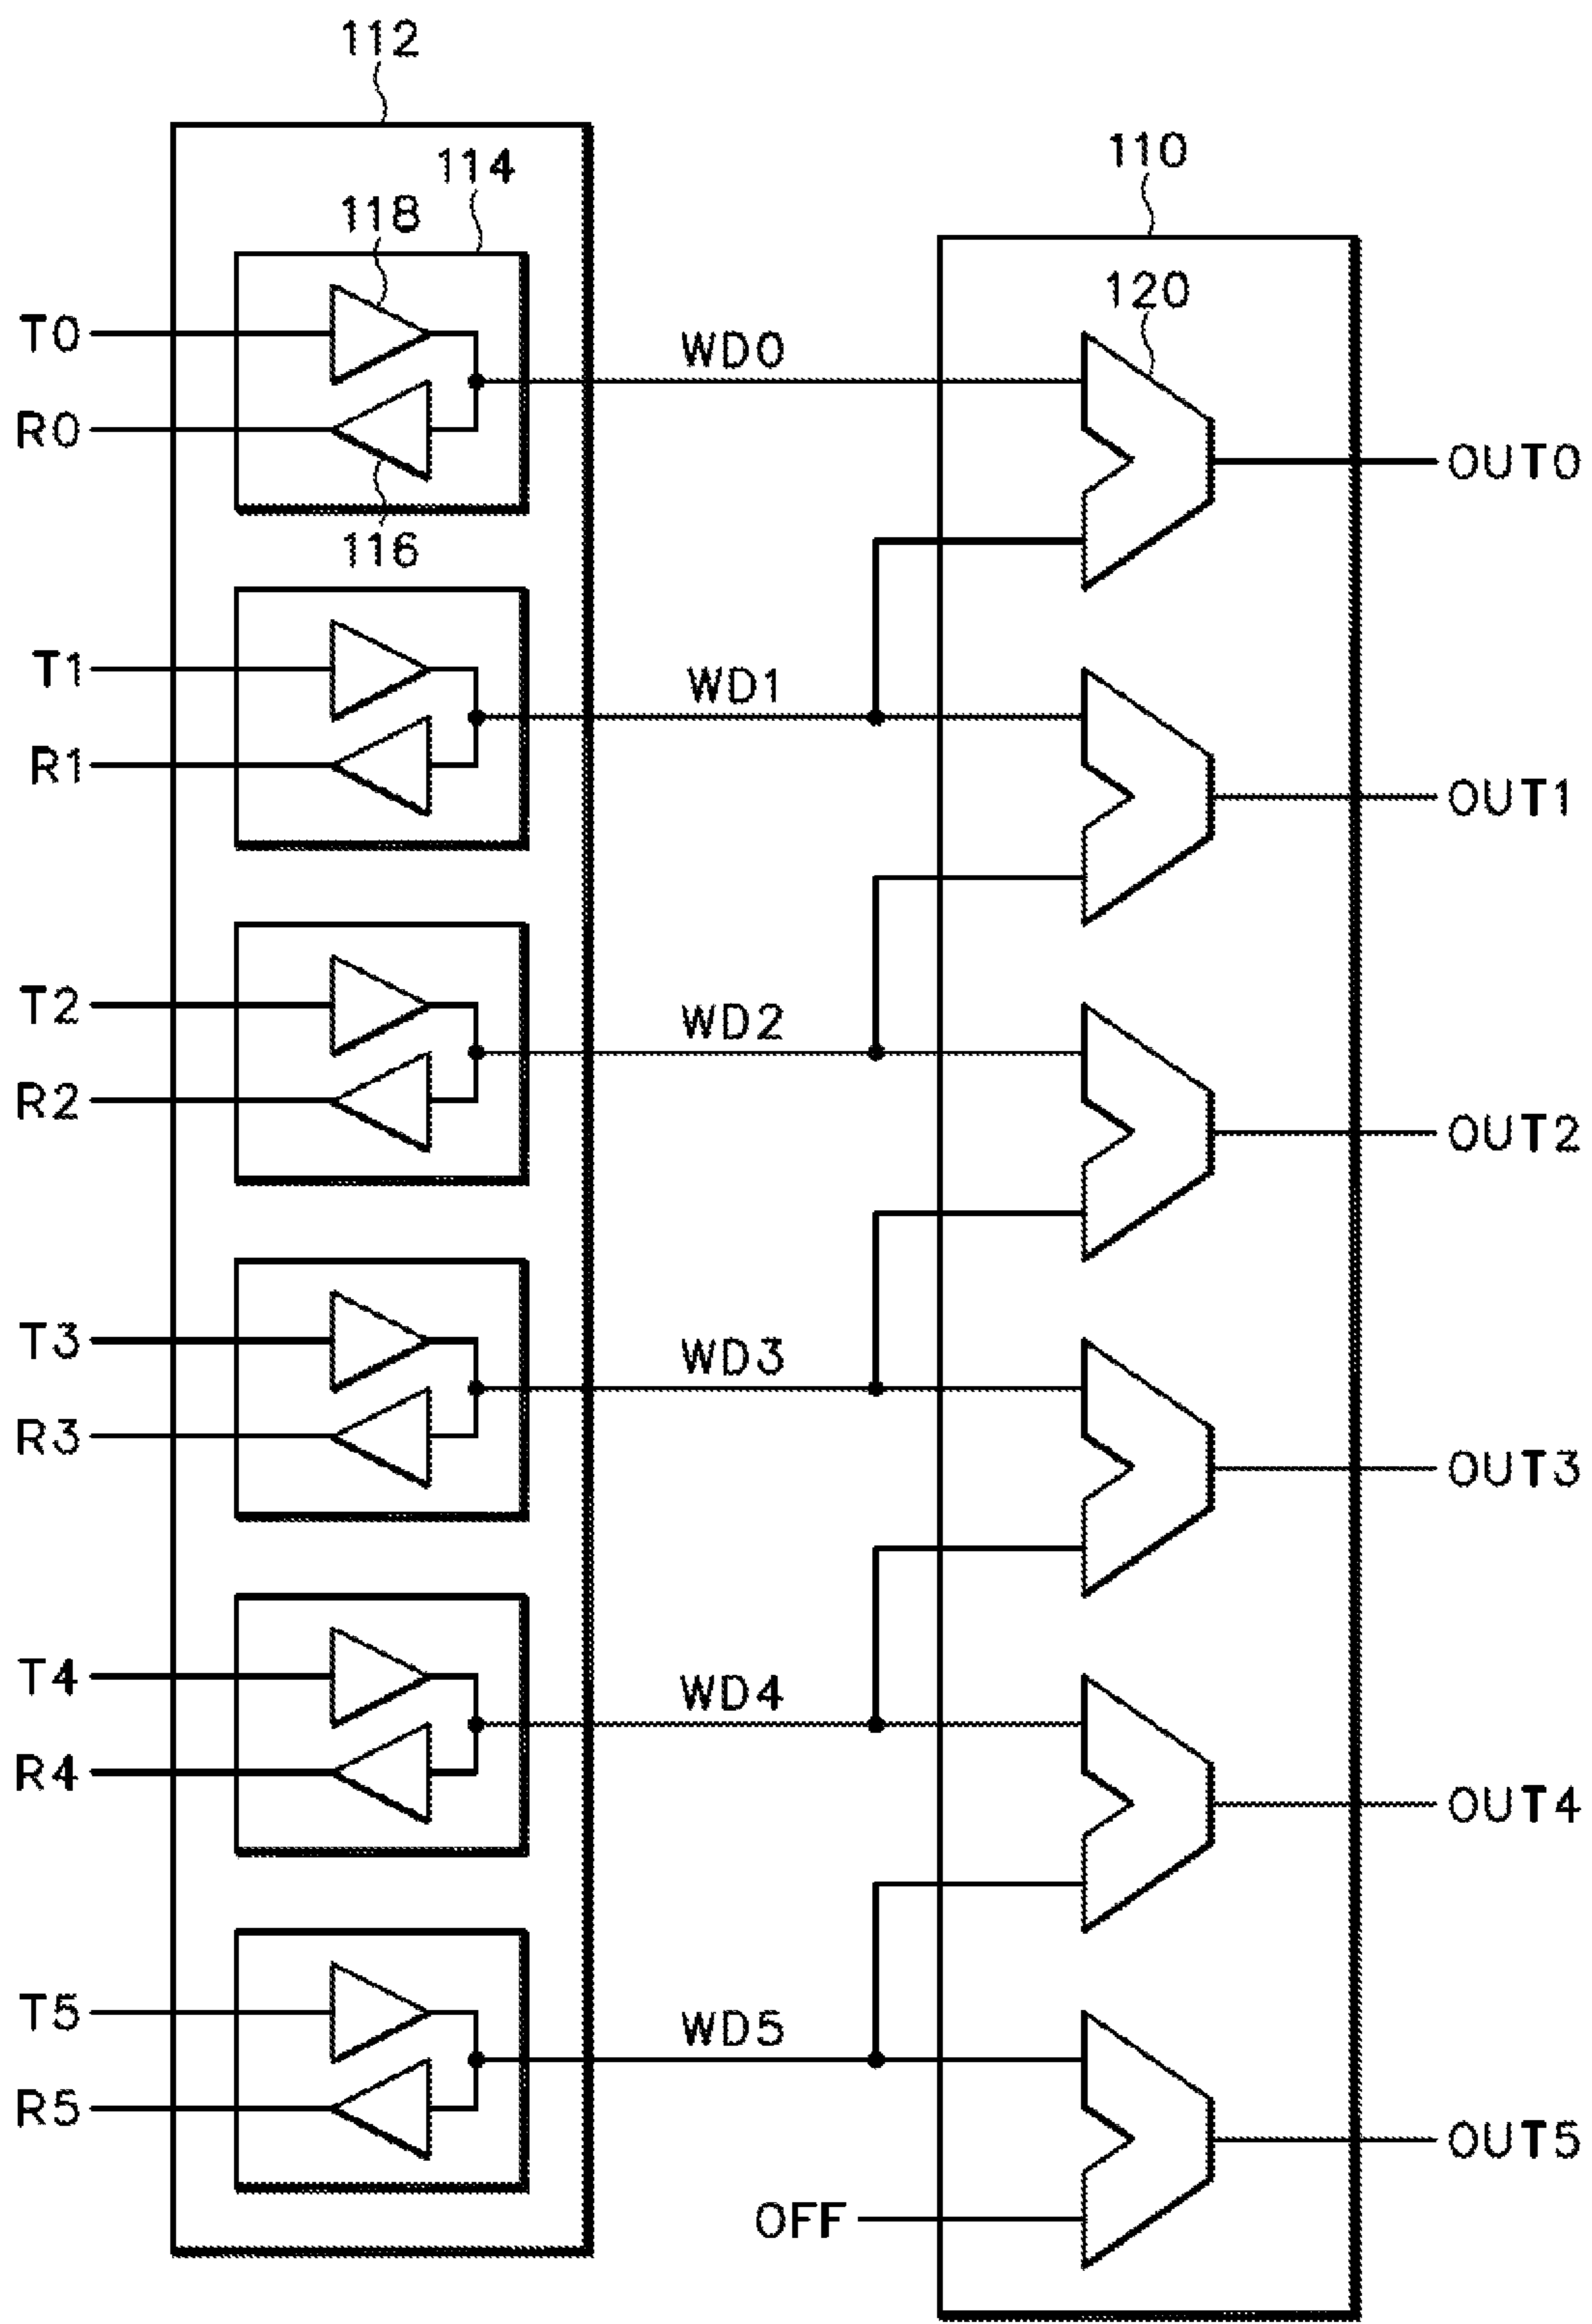 112
114
110
118
120
T0
WD0
R0
OUT0
116
T1
WD1
R1
OUT1
T2
WD2
R2
OUT2
T3
WD3
R3
OUT3
T4
WD4
R4
OUT4
T5
WD5
R5
OUT5
OFF